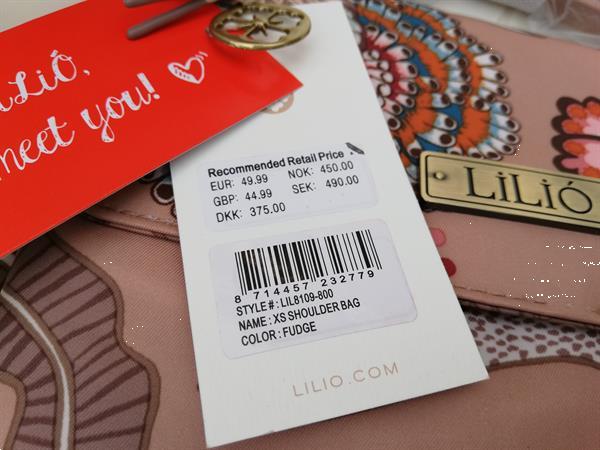 LiLiÓ,
meet you!
Recommended Retail Price
EUR: 49.99 NOK: 450.00
GBP: 44.99 SEK: 490.00
DKK: 375.00
8 714457 232779
STYLE# : LIL8109-800
NAME : XS SHOULDER BAG
COLOR : FUDGE
LILIO.COM
LiLiÓ